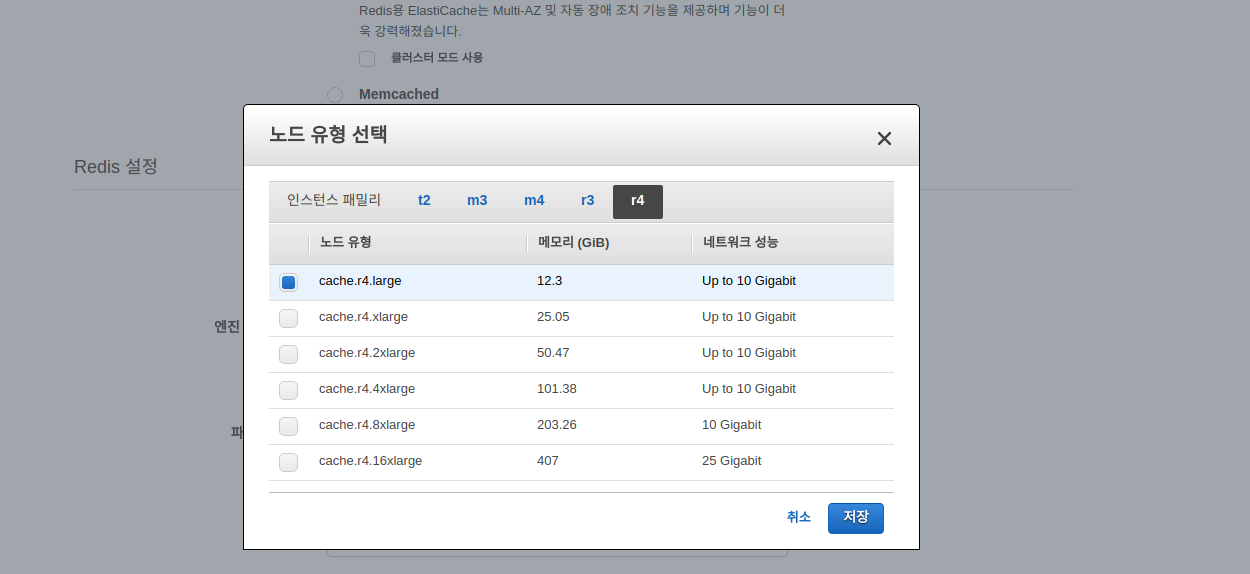 Redis용 ElastiCache는 Multi-AZ 및 자동 장애 조치 기능을 제공하며 기능이 더
욱 강력해졌습니다.
클러스터 모드 사용
Memcached
노드 유형 선택
Redis 설정
인스턴스 패밀리 t2 m3 m4 r3 r4
노드 유형 메모리 (GiB) 네트워크 성능
cache.r4.large 12.3 Up to 10 Gigabit
cache.r4.xlarge 25.05 Up to 10 Gigabit
엔진
cache.r4.2xlarge 50.47 Up to 10 Gigabit
cache.r4.4xlarge 101.38 Up to 10 Gigabit
cache.r4.8xlarge 203.26 10 Gigabit
파
cache.r4.16xlarge 407 25 Gigabit
취소 저장